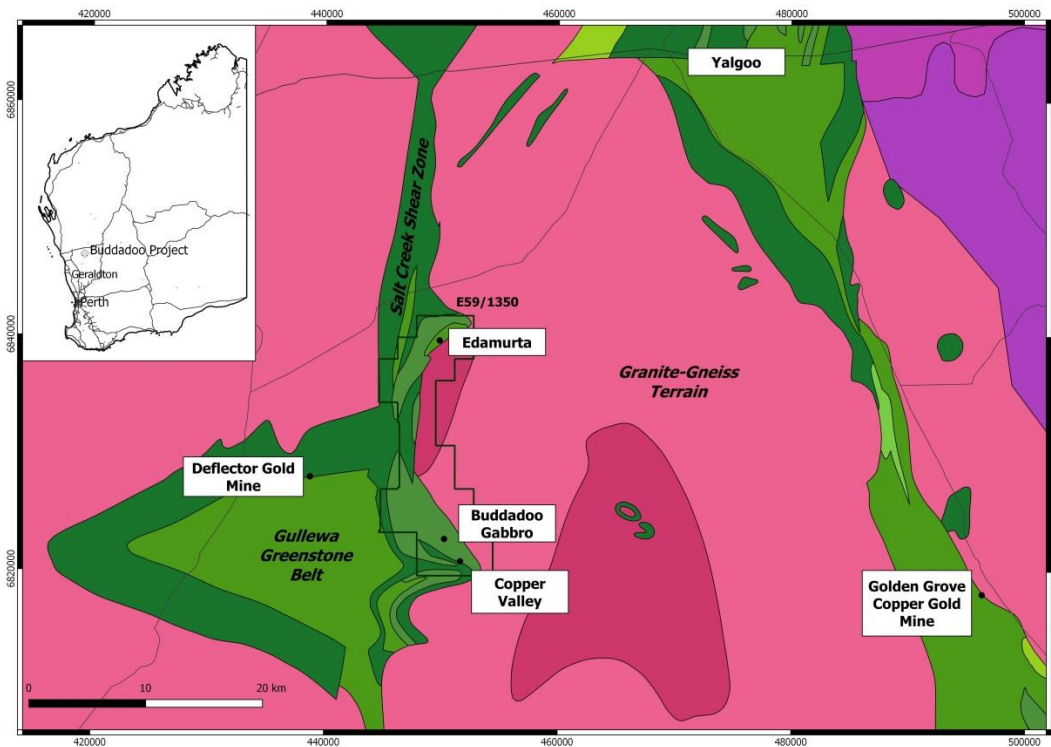 420000
440000
460000
480000
500000
6860000
6840000
6820000
Buddadoo Project
Geraldton
Perth
Yalgoo
Salt Creek Shear Zone
E59/1350
Edamurta
Granite-Gneiss
Terrain
Deflector Gold
Mine
Gullewa
Greenstone
Belt
Buddadoo
Gabbro
Copper
Valley
Golden Grove
Copper Gold
Mine
0
10
20 km
420000
440000
460000
480000
500000